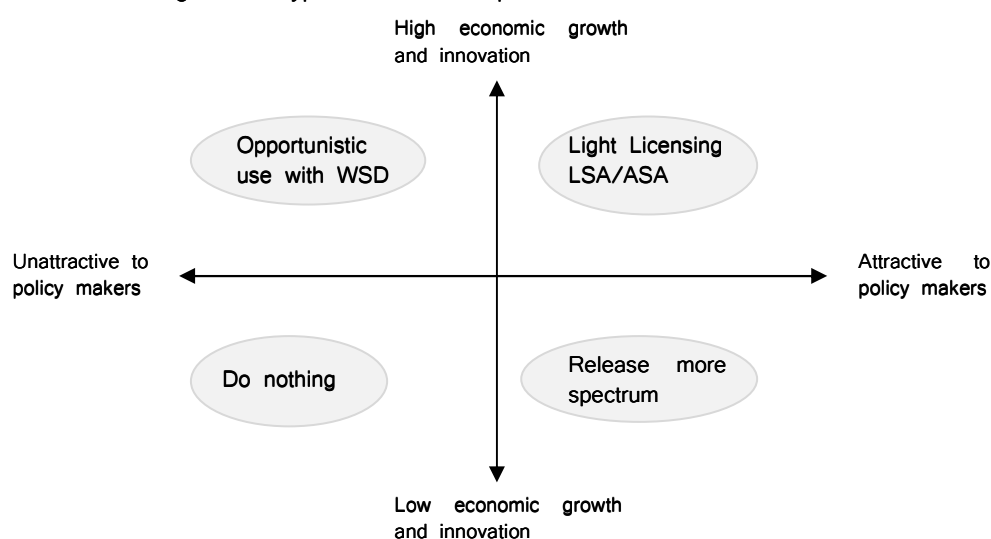 High economic growth
and innovation
Opportunistic
use with WSD
Light Licensing
LSA/ASA
Unattractive to
policy makers
Attractive to
policy makers
Do nothing
Release more
spectrum
Low economic growth
and innovation